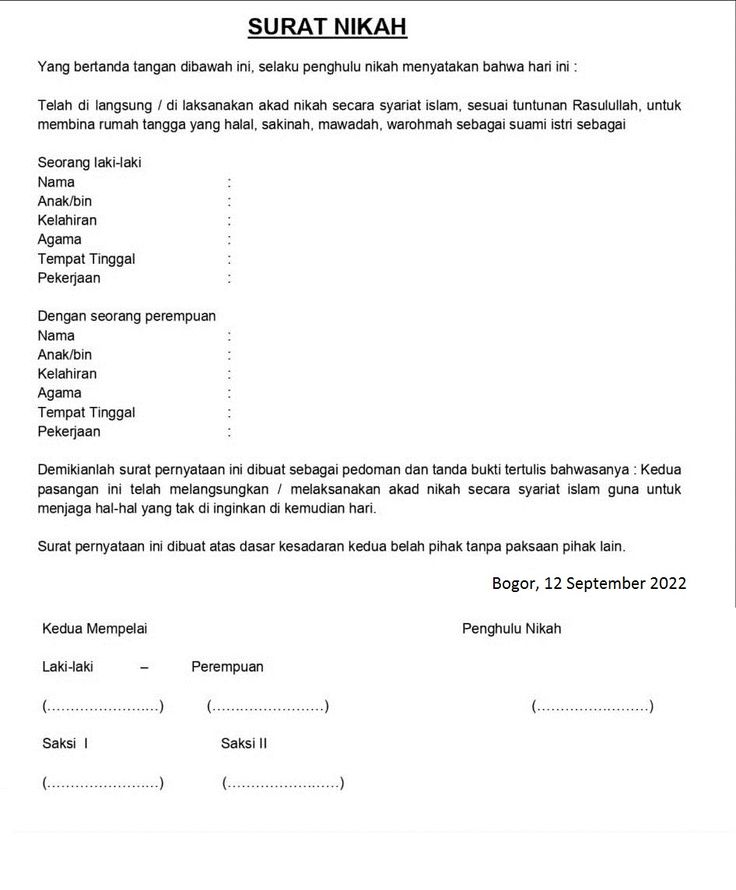 SURAT NIKAH
Yang bertanda tangan dibawah ini, selaku penghulu nikah menyatakan bahwa hari ini :
Telah di langsung / di laksanakan akad nikah secara syariat islam, sesuai tuntunan Rasulullah, untuk
membina rumah tangga yang halal, sakinah, mawadah, warohmah sebagai suami istri sebagai
Seorang laki-laki
Nama :
Anak/bin :
Kelahiran :
Agama :
Tempat Tinggal :
Pekerjaan :
Dengan seorang perempuan
Nama :
Anak/bin :
Kelahiran :
Agama :
Tempat Tinggal :
Pekerjaan :
Demikianlah surat pernyataan ini dibuat sebagai pedoman dan tanda bukti tertulis bahwasanya : Kedua
pasangan ini telah melangsungkan / melaksanakan akad nikah secara syariat islam guna untuk
menjaga hal-hal yang tak di inginkan di kemudian hari.
Surat pernyataan ini dibuat atas dasar kesadaran kedua belah pihak tanpa paksaan pihak lain.
Bogor, 12 September 2022
Kedua Mempelai Penghulu Nikah
Laki-laki – Perempuan
(........................) (........................) (........................)
Saksi I Saksi II
(........................) (........................)